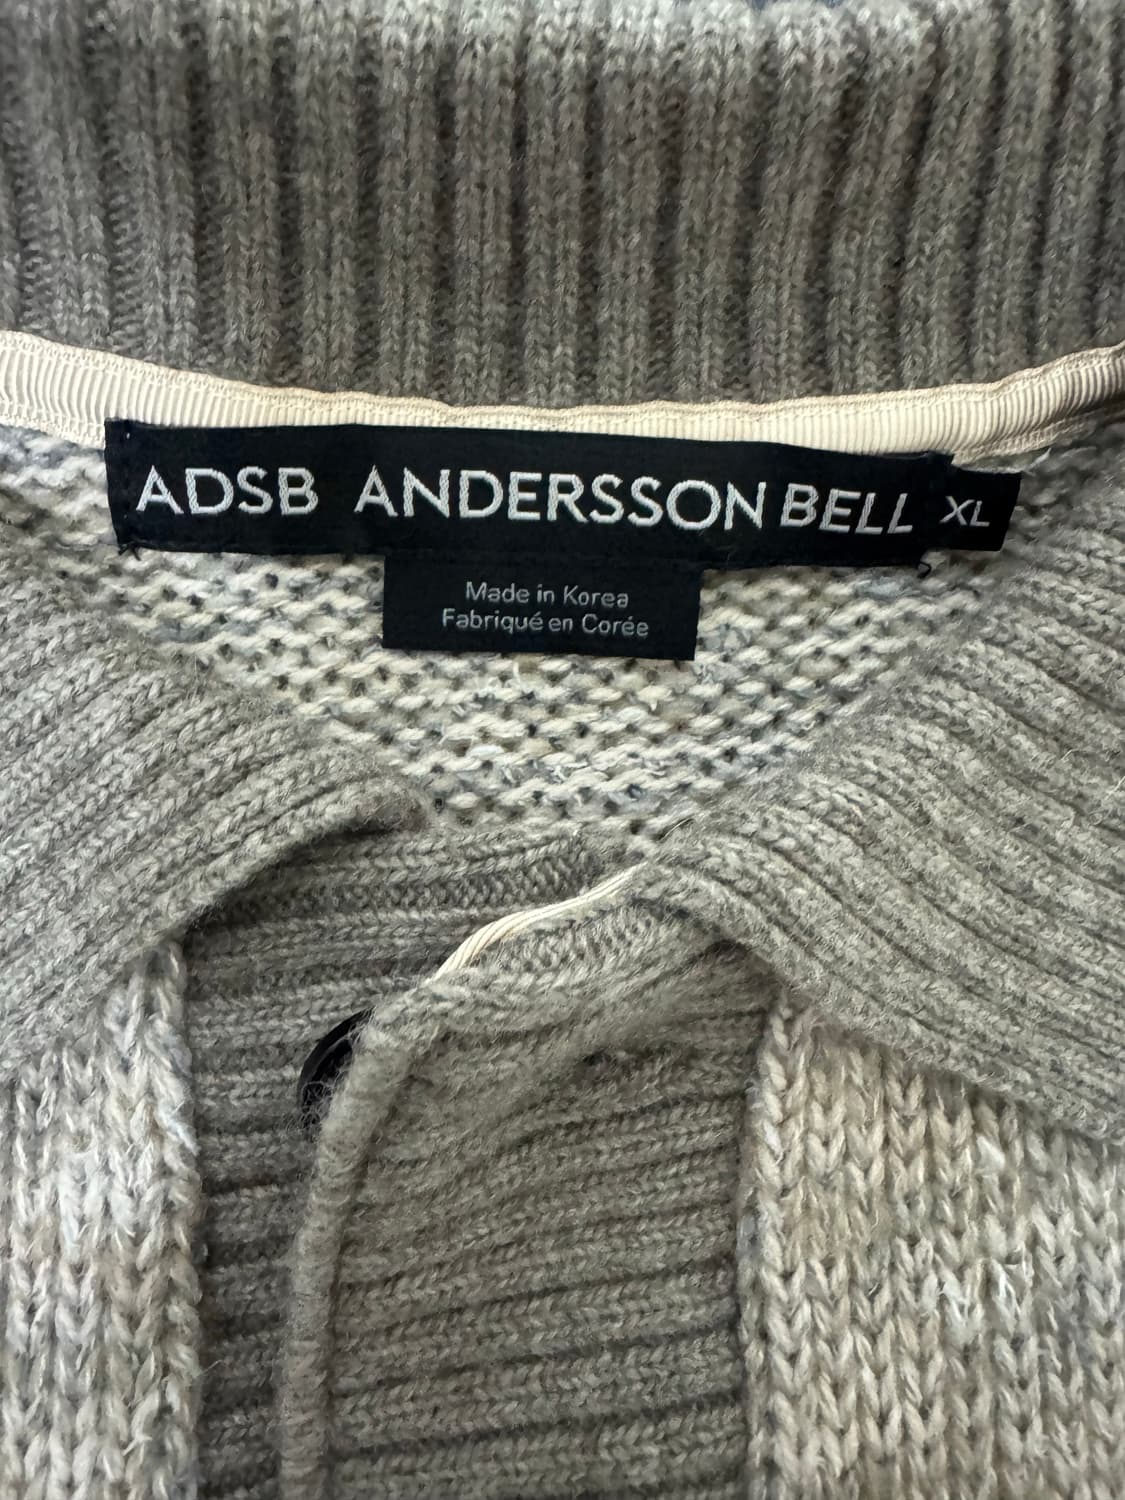 ADSB ANDERSSON BELL XL
Made in Korea
Fabriqué en Corée